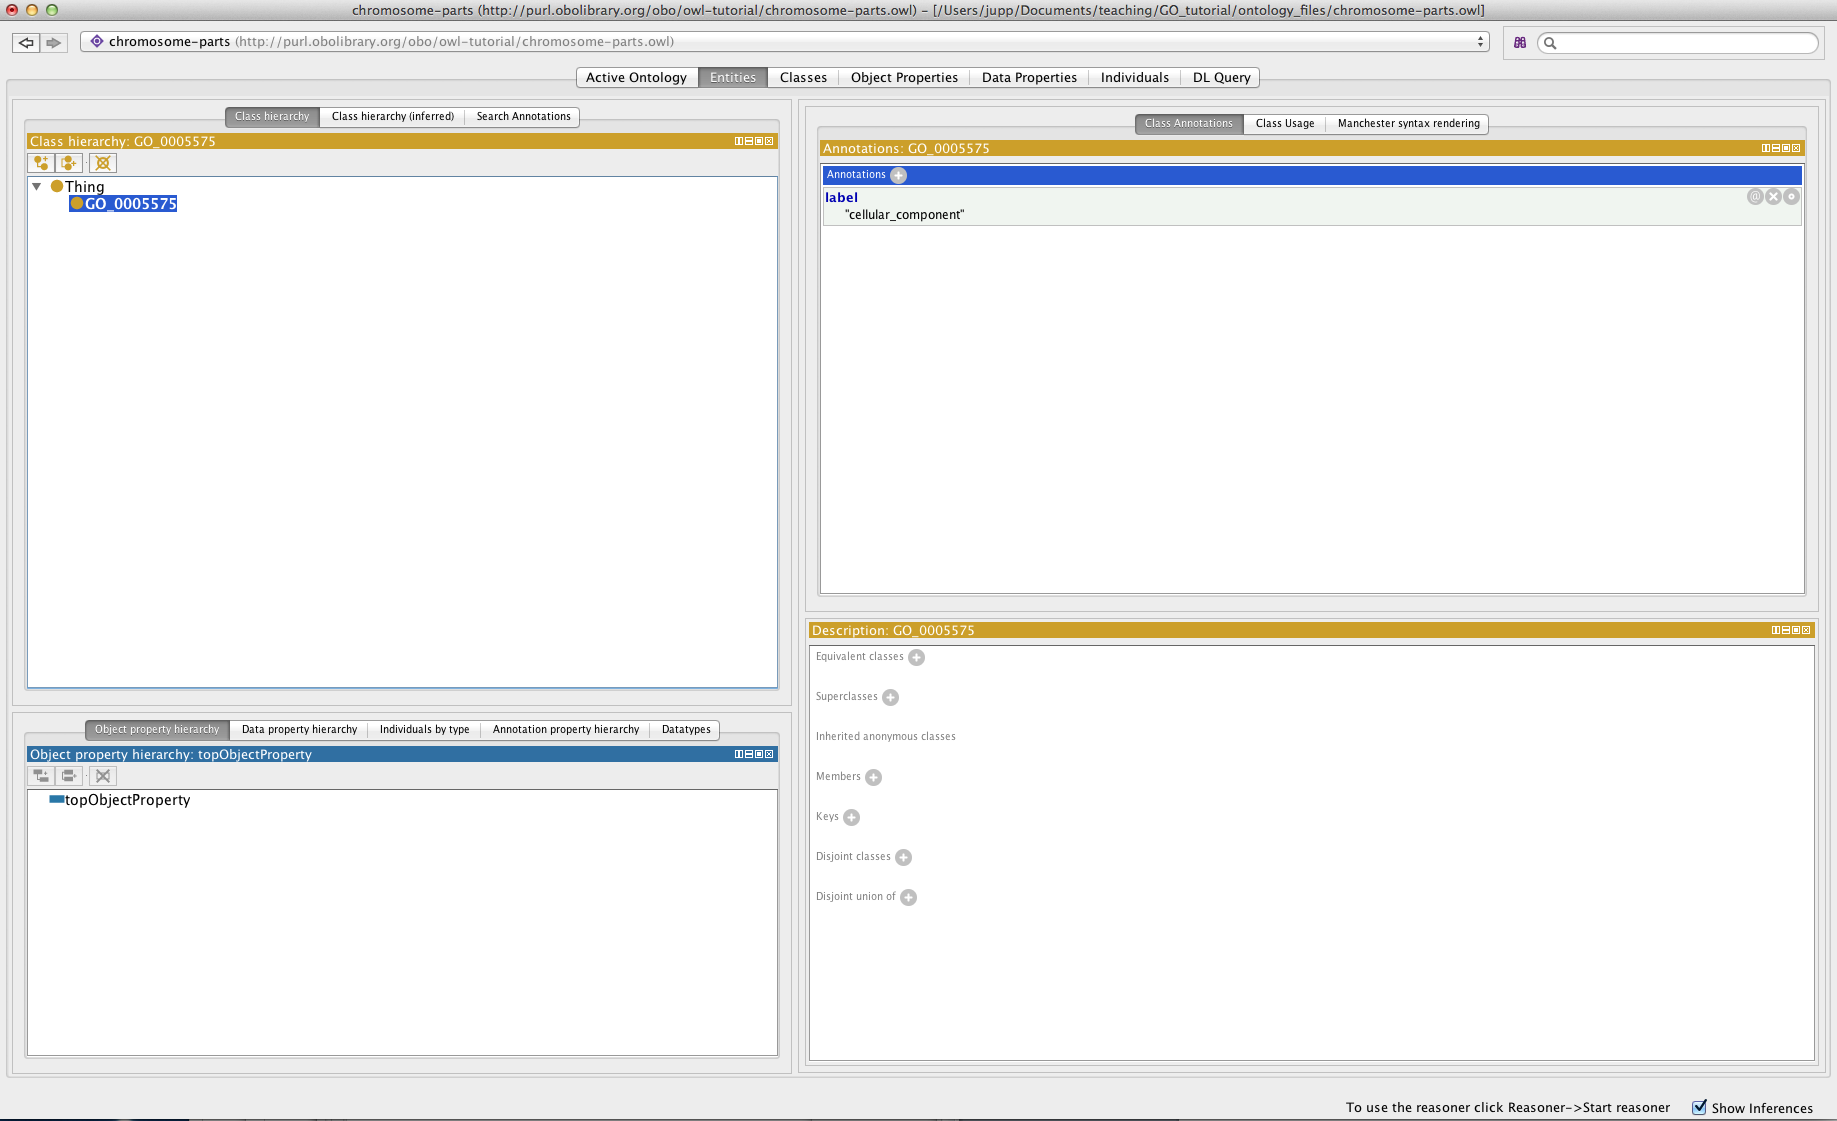 chromosome-parts (http://purl.obolibrary.org/obo/owl-tutorial/chromosome-parts.owl) - [/Users/jupp/Documents/teaching/GO_tutorial/ontology_files/chromosome-parts.owl]
chromosome-parts (http://purl.obolibrary.org/obo/owl-tutorial/chromosome-parts.owl)
Active Ontology Entities Classes Object Properties Data Properties Individuals DL Query
Class hierarchy Class hierarchy (inferred) Search Annotations
Class hierarchy: GO_0005575
Thing
GO_0005575
Object property hierarchy Data property hierarchy Individuals by type Annotation property hierarchy Datatypes
Object property hierarchy: topObjectProperty
topObjectProperty
Class Annotations Class Usage Manchester syntax rendering
Annotations: GO_0005575
Annotations
label
"cellular_component"
Description: GO_0005575
Equivalent classes
Superclasses
Inherited anonymous classes
Members
Keys
Disjoint classes
Disjoint union of
To use the reasoner click Reasoner->Start reasoner Show Inferences